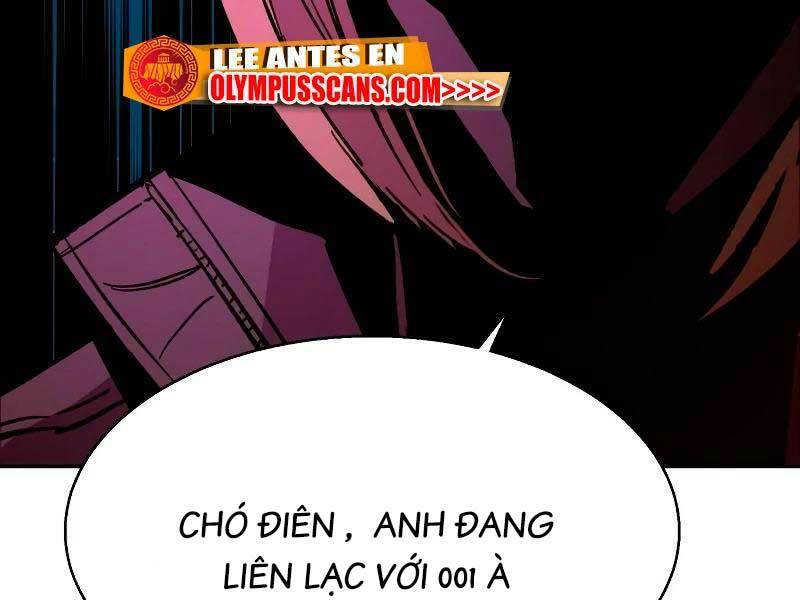 LEE ANTES EN
OLYMPUSSCANS.COM>>>>
CHÓ ĐIÊN , ANH ĐANG
LIÊN LẠC VỚI 001 À